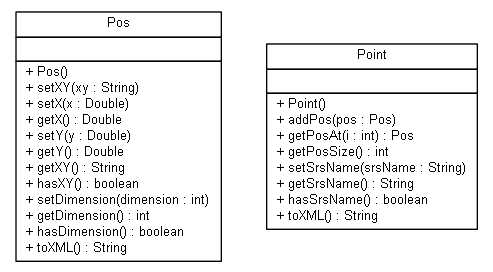 Pos
+ Pos()
+ setXY(xy : String)
+ setX(x : Double)
+ getX() : Double
+ setY(y : Double)
+ getY() : Double
+ getXY() : String
+ hasXY() : boolean
+ setDimension(dimension : int)
+ getDimension() : int
+ hasDimension() : boolean
+ toXML() : String
Point
+ Point()
+ addPos(pos : Pos)
+ getPosAt(i : int) : Pos
+ getPosSize() : int
+ setSrsName(srsName : String)
+ getSrsName() : String
+ hasSrsName() : boolean
+ toXML() : String